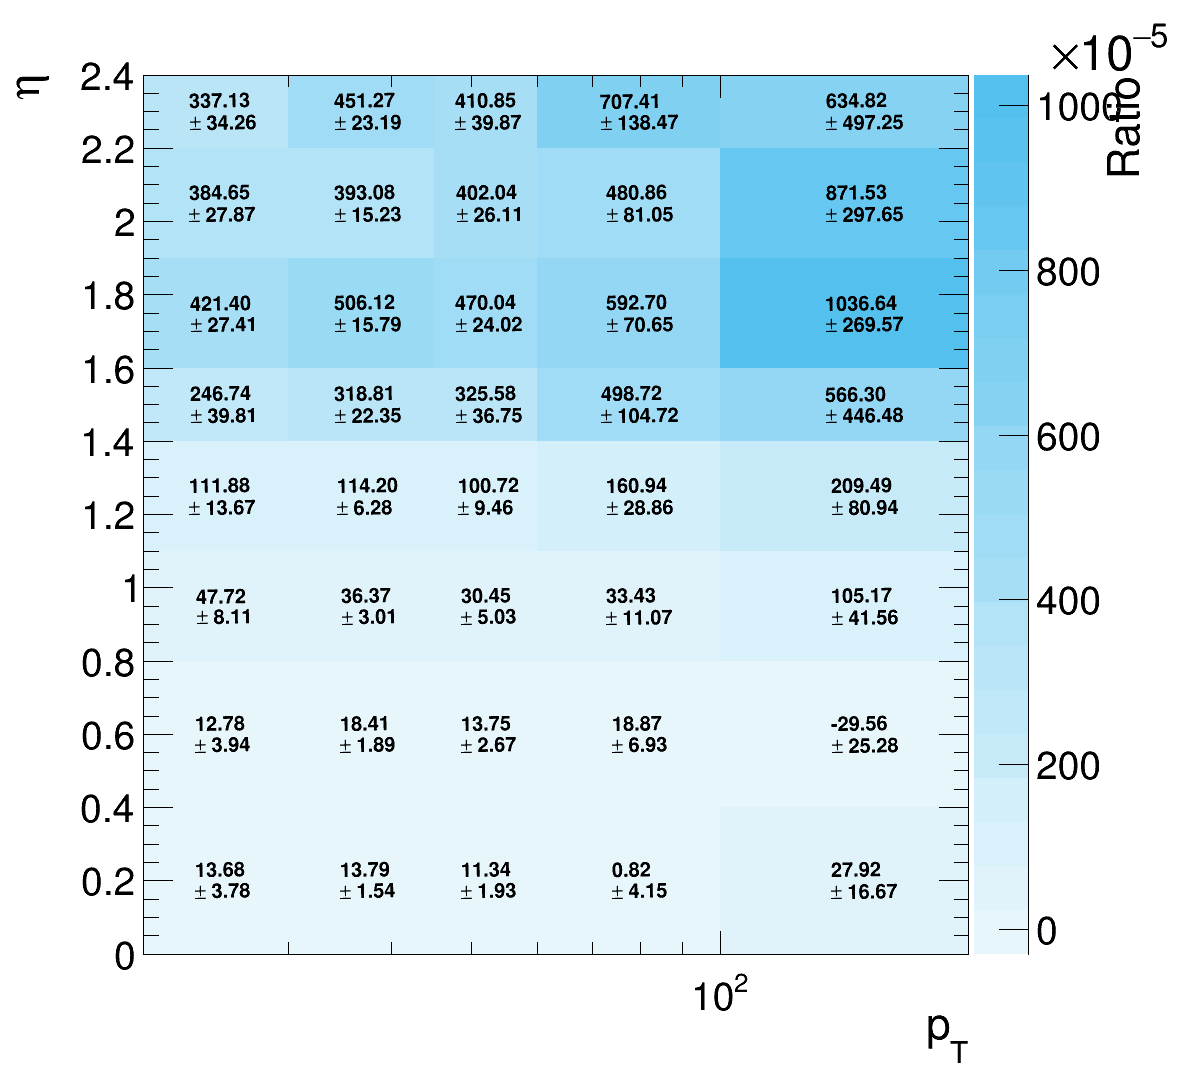 ×10−5
η
Ratio
2.4
337.13 451.27 410.85 707.41 634.82
± 34.26 ± 23.19 ± 39.87 ± 138.47 ± 497.25
1000
2.2
384.65 393.08 402.04 480.86 871.53
± 27.87 ± 15.23 ± 26.11 ± 81.05 ± 297.65
2
800
1.8
421.40 506.12 470.04 592.70 1036.64
± 27.41 ± 15.79 ± 24.02 ± 70.65 ± 269.57
1.6
246.74 318.81 325.58 498.72 566.30
± 39.81 ± 22.35 ± 36.75 ± 104.72 ± 446.48
600
1.4
111.88 114.20 100.72 160.94 209.49
± 13.67 ± 6.28 ± 9.46 ± 28.86 ± 80.94
1.2
1
47.72 36.37 30.45 33.43 105.17
± 8.11 ± 3.01 ± 5.03 ± 11.07 ± 41.56
400
0.8
12.78 18.41 13.75 18.87 -29.56
± 3.94 ± 1.89 ± 2.67 ± 6.93 ± 25.28
0.6
200
0.4
13.68 13.79 11.34 0.82 27.92
± 3.78 ± 1.54 ± 1.93 ± 4.15 ± 16.67
0.2
0
0
10²
pT